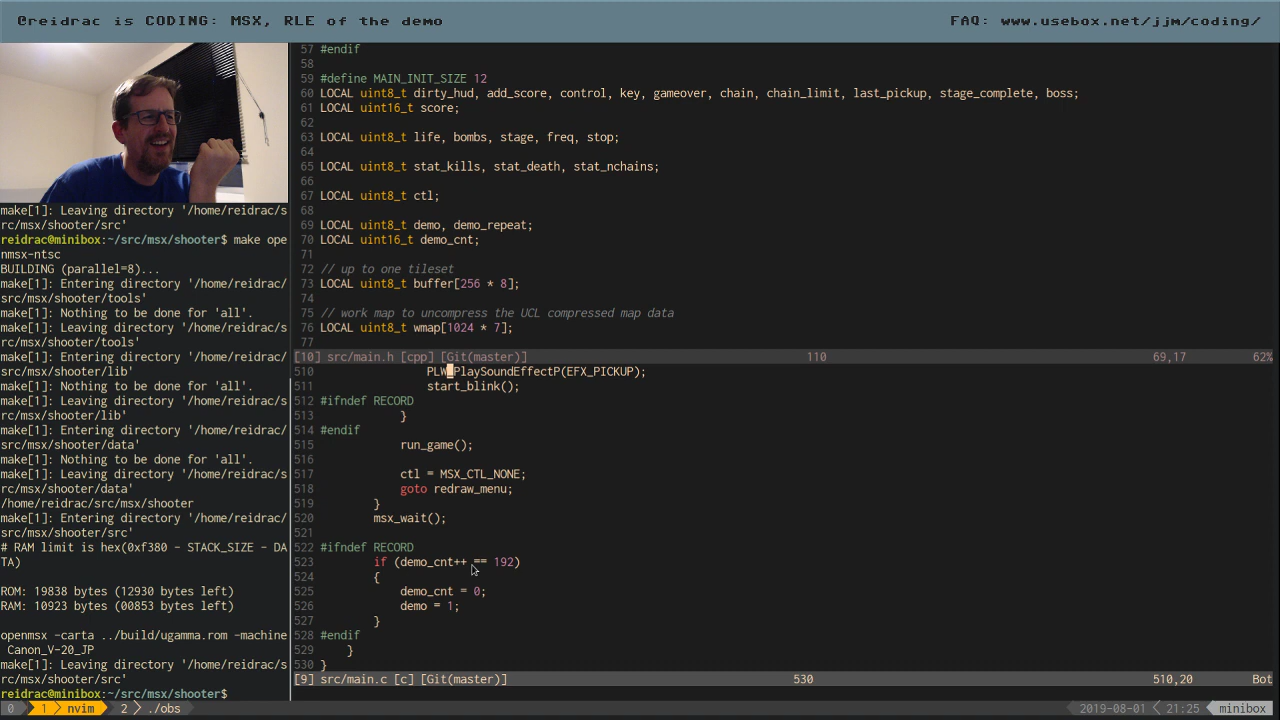 @reidrac is CODING: MSX, RLE of the demo
FAQ: www.usebox.net/jjm/coding/
make[1]: Leaving directory '/home/reidrac/s
rc/msx/shooter/src'
reidrac@minibox:~/src/msx/shooter$ make ope
nmsx-ntsc
BUILDING (parallel=8)...
make[1]: Entering directory '/home/reidrac/
src/msx/shooter/tools'
make[1]: Nothing to be done for 'all'.
make[1]: Leaving directory '/home/reidrac/s
rc/msx/shooter/tools'
make[1]: Entering directory '/home/reidrac/
src/msx/shooter/lib'
make[1]: Nothing to be done for 'all'.
make[1]: Leaving directory '/home/reidrac/s
rc/msx/shooter/lib'
make[1]: Entering directory '/home/reidrac/
src/msx/shooter/data'
make[1]: Nothing to be done for 'all'.
make[1]: Leaving directory '/home/reidrac/s
rc/msx/shooter/data'
/home/reidrac/src/msx/shooter
make[1]: Entering directory '/home/reidrac/
src/msx/shooter/src'
# RAM limit is hex(0xf380 - STACK_SIZE - DA
TA)
ROM: 19838 bytes (12930 bytes left)
RAM: 10923 bytes (00853 bytes left)
openmsx -carta ../build/ugamma.rom -machine
Canon_V-20_JP
make[1]: Leaving directory '/home/reidrac/s
rc/msx/shooter/src'
reidrac@minibox:~/src/msx/shooter$
57 #endif
58
59 #define MAIN_INIT_SIZE 12
60 LOCAL uint8_t dirty_hud, add_score, control, key, gameover, chain, chain_limit, last_pickup, stage_complete, boss;
61 LOCAL uint16_t score;
62
63 LOCAL uint8_t life, bombs, stage, freq, stop;
64
65 LOCAL uint8_t stat_kills, stat_death, stat_nchains;
66
67 LOCAL uint8_t ctl;
68
69 LOCAL uint8_t demo, demo_repeat;
70 LOCAL uint16_t demo_cnt;
71
72 // up to one tileset
73 LOCAL uint8_t buffer[256 * 8];
74
75 // work map to uncompress the UCL compressed map data
76 LOCAL uint8_t wmap[1024 * 7];
77
[10] src/main.h [cpp] [Git(master)] 110 69,17 62%
510 PLW_PlaySoundEffectP(EFX_PICKUP);
511 start_blink();
512 #ifndef RECORD
513 }
514 #endif
515 run_game();
516
517 ctl = MSX_CTL_NONE;
518 goto redraw_menu;
519 }
520 msx_wait();
521
522 #ifndef RECORD
523 if (demo_cnt++ == 192)
524 {
525 demo_cnt = 0;
526 demo = 1;
527 }
528 #endif
529 }
530 }
[9] src/main.c [c] [Git(master)] 530 510,20 Bot
0 1 nvim 2 ./obs 2019-08-01 21:25 minibox